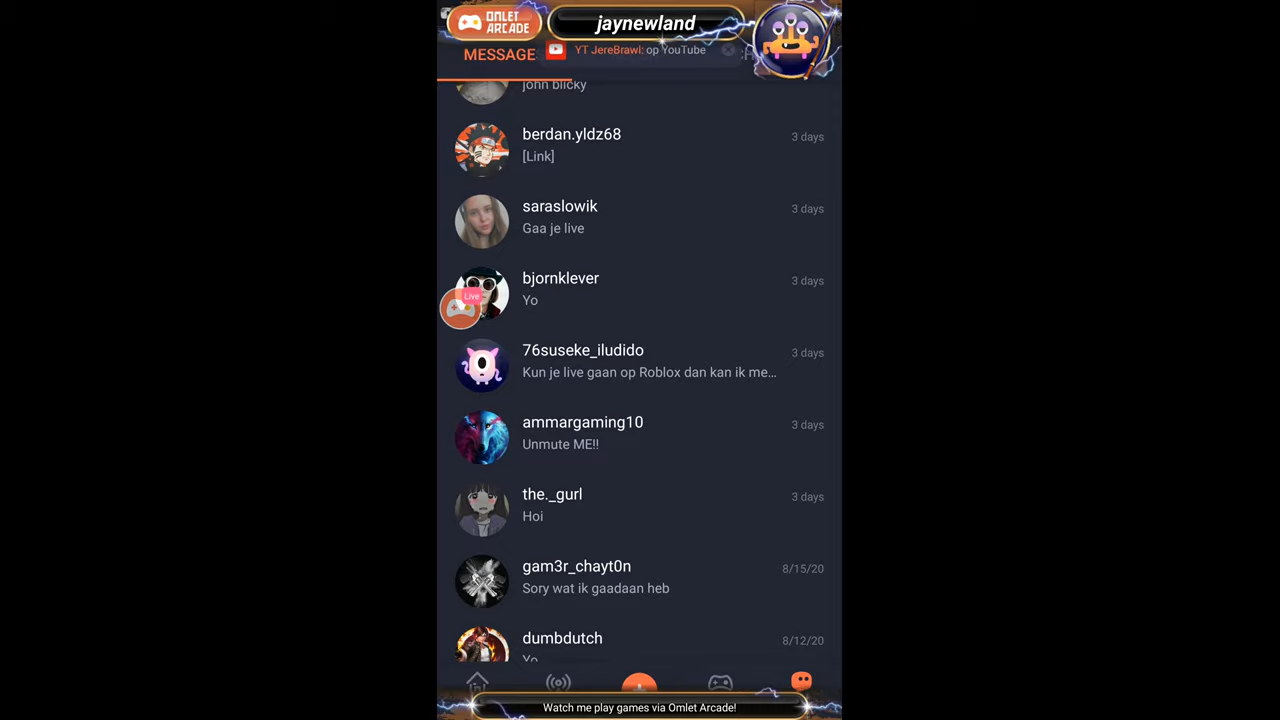 OMLET
ARCADE
jaynewland
MESSAGE
YT JereBrawl: op YouTube
john blicky
berdan.yldz68
3 days
[Link]
saraslowik
3 days
Gaa je live
bjornklever
3 days
Yo
Live
76suseke_iludido
3 days
Kun je live gaan op Roblox dan kan ik me...
ammargaming10
3 days
Unmute ME!!
the._gurl
3 days
Hoi
gam3r_chayt0n
8/15/20
Sory wat ik gaadaan heb
dumbdutch
8/12/20
Yo
Watch me play games via Omlet Arcade!